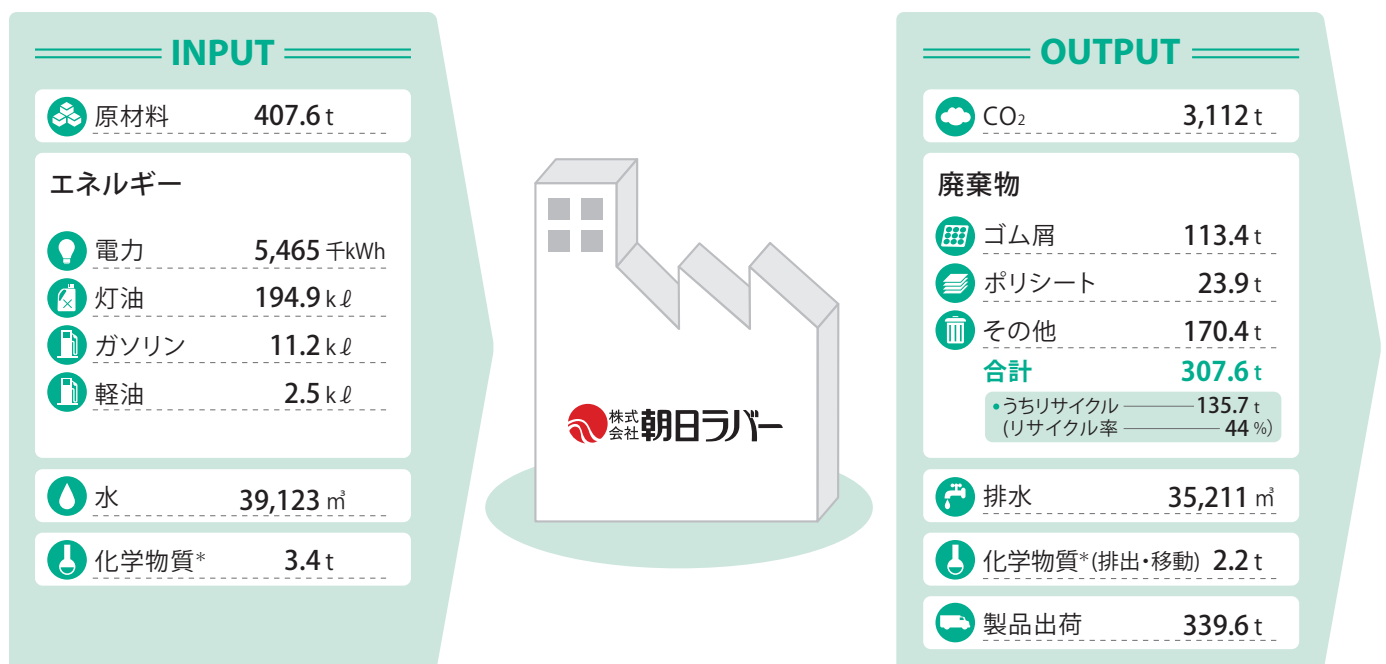 INPUT
原材料 407.6 t
エネルギー
電力 5,465 千kWh
灯油 194.9 kℓ
ガソリン 11.2 kℓ
軽油 2.5 kℓ
水 39,123 ㎥
化学物質* 3.4 t
株式会社 朝日ラバー
OUTPUT
CO2 3,112 t
廃棄物
ゴム屑 113.4 t
ポリシート 23.9 t
その他 170.4 t
合計 307.6 t
•うちリサイクル 135.7 t
(リサイクル率 44 %)
排水 35,211 ㎥
化学物質*(排出・移動) 2.2 t
製品出荷 339.6 t